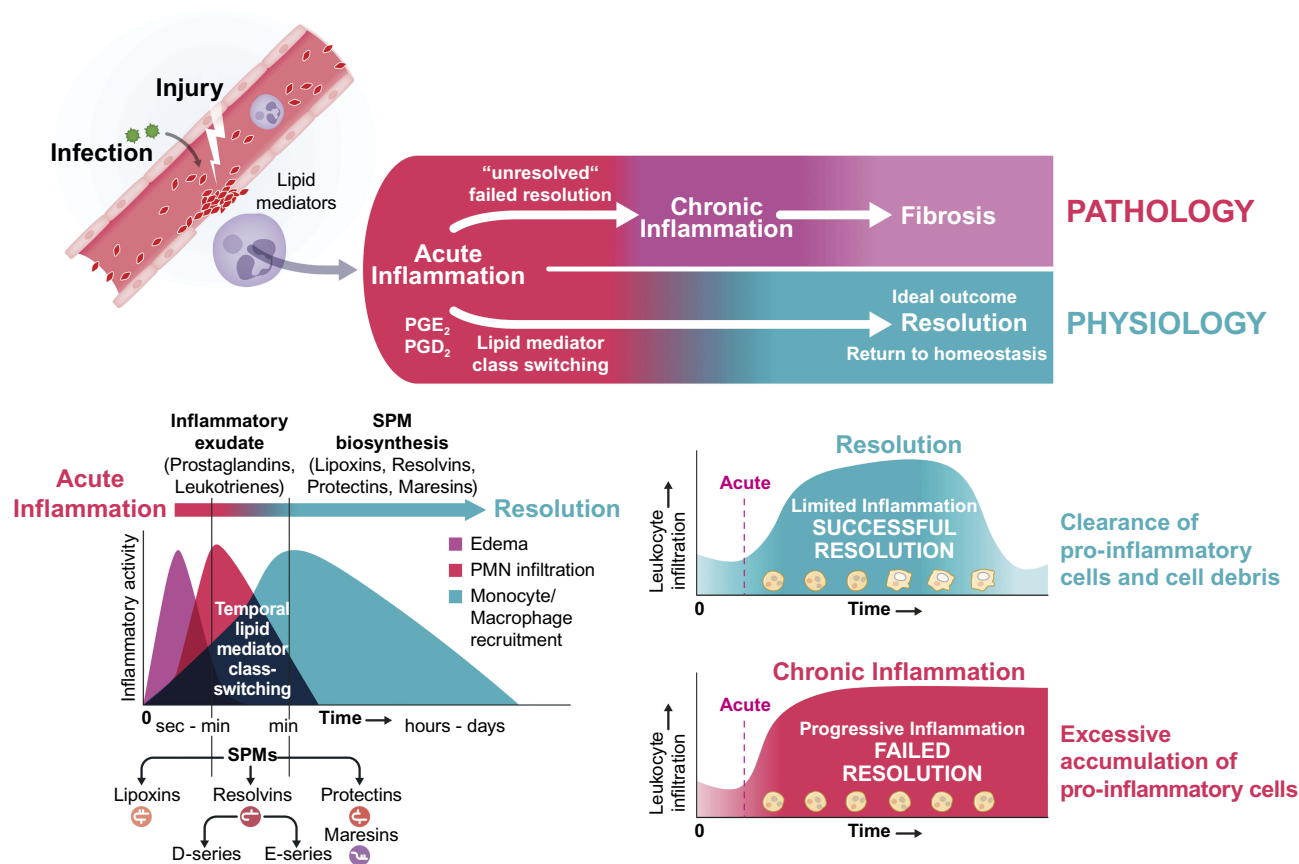 Injury
Infection
Lipid
mediators
“unresolved“
failed resolution
Chronic
Inflammation
Fibrosis
PATHOLOGY
Acute
Inflammation
PGE₂
PGD₂
Lipid mediator
class switching
Ideal outcome
Resolution
Return to homeostasis
PHYSIOLOGY
Inflammatory
exudate
(Prostaglandins,
Leukotrienes)
SPM
biosynthesis
(Lipoxins, Resolvins,
Protectins, Maresins)
Acute
Inflammation
Resolution
Inflammatory activity
Edema
PMN infiltration
Monocyte/
Macrophage
recruitment
Temporal
lipid
mediator
class-
switching
0
sec - min
min
Time
hours - days
SPMs
Lipoxins
Resolvins
Protectins
Maresins
D-series
E-series
Resolution
Acute
Leukocyte
infiltration
Limited Inflammation
SUCCESSFUL
RESOLUTION
0
Time
Clearance of
pro-inflammatory
cells and cell debris
Chronic Inflammation
Acute
Leukocyte
infiltration
Progressive Inflammation
FAILED
RESOLUTION
0
Time
Excessive
accumulation of
pro-inflammatory cells